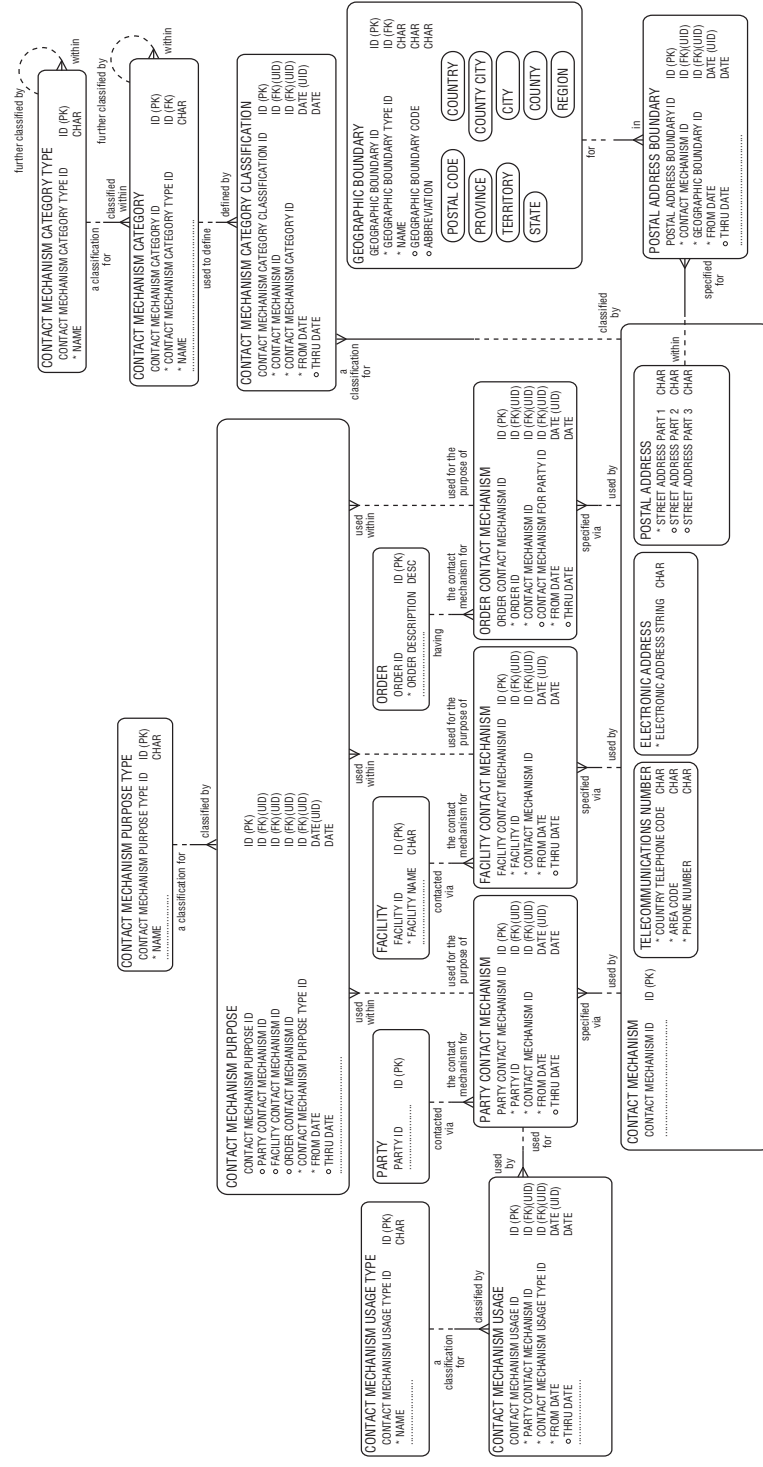 CONTACT MECHANISM CATEGORY TYPE
CONTACT MECHANISM CATEGORY TYPE ID ID (PK)
* NAME CHAR
further classified by
within
a classification
for
classified
within
CONTACT MECHANISM CATEGORY
CONTACT MECHANISM CATEGORY ID ID (PK)
* CONTACT MECHANISM CATEGORY TYPE ID ID (FK)
* NAME CHAR
further classified by
within
used to define
defined by
CONTACT MECHANISM CATEGORY CLASSIFICATION
CONTACT MECHANISM CATEGORY CLASSIFICATION ID ID (PK)
* CONTACT MECHANISM ID ID (FK)(UID)
* CONTACT MECHANISM CATEGORY ID ID (FK)(UID)
* FROM DATE DATE (UID)
o THRU DATE DATE
a
classification
for
classified
by
GEOGRAPHIC BOUNDARY
GEOGRAPHIC BOUNDARY ID ID (PK)
* GEOGRAPHIC BOUNDARY TYPE ID ID (FK)
* NAME CHAR
o GEOGRAPHIC BOUNDARY CODE CHAR
o ABBREVIATION CHAR
POSTAL CODE
COUNTRY
PROVINCE
COUNTY CITY
TERRITORY
CITY
STATE
COUNTY
REGION
for
in
POSTAL ADDRESS BOUNDARY
POSTAL ADDRESS BOUNDARY ID ID (PK)
* CONTACT MECHANISM ID ID (FK)(UID)
* GEOGRAPHIC BOUNDARY ID ID (FK)(UID)
* FROM DATE DATE (UID)
o THRU DATE DATE
specified
for
within
CONTACT MECHANISM PURPOSE TYPE
CONTACT MECHANISM PURPOSE TYPE ID ID (PK)
* NAME CHAR
a classification for
classified by
CONTACT MECHANISM PURPOSE
CONTACT MECHANISM PURPOSE ID ID (PK)
o PARTY CONTACT MECHANISM ID ID (FK)(UID)
o FACILITY CONTACT MECHANISM ID ID (FK)(UID)
o ORDER CONTACT MECHANISM ID ID (FK)(UID)
* CONTACT MECHANISM PURPOSE TYPE ID ID (FK)(UID)
* FROM DATE DATE(UID)
o THRU DATE DATE
used
within
used for the
purpose of
used
within
used for the
purpose of
used
within
used for the
purpose of
PARTY
PARTY ID ID (PK)
contacted
via
the contact
mechanism for
FACILITY
FACILITY ID ID (PK)
* FACILITY NAME CHAR
contacted
via
the contact
mechanism for
ORDER
ORDER ID ID (PK)
* ORDER DESCRIPTION DESC
having
the contact
mechanism for
PARTY CONTACT MECHANISM
PARTY CONTACT MECHANISM ID ID (PK)
* PARTY ID ID (FK)(UID)
* CONTACT MECHANISM ID ID (FK)(UID)
* FROM DATE DATE (UID)
o THRU DATE DATE
specified
via
used by
FACILITY CONTACT MECHANISM
FACILITY CONTACT MECHANISM ID ID (PK)
* FACILITY ID ID (FK)(UID)
* CONTACT MECHANISM ID ID (FK)(UID)
* FROM DATE DATE (UID)
o THRU DATE DATE
specified
via
used by
ORDER CONTACT MECHANISM
ORDER CONTACT MECHANISM ID ID (PK)
* ORDER ID ID (FK)(UID)
* CONTACT MECHANISM ID ID (FK)(UID)
o CONTACT MECHANISM FOR PARTY ID ID (FK)(UID)
* FROM DATE DATE (UID)
o THRU DATE DATE
specified
via
used by
CONTACT MECHANISM USAGE TYPE
CONTACT MECHANISM USAGE TYPE ID ID (PK)
* NAME CHAR
a
classification
for
classified by
CONTACT MECHANISM USAGE
CONTACT MECHANISM USAGE ID ID (PK)
* PARTY CONTACT MECHANISM ID ID (FK)(UID)
* CONTACT MECHANISM USAGE TYPE ID ID (FK)(UID)
* FROM DATE DATE (UID)
o THRU DATE DATE
used
by
used
for
CONTACT MECHANISM
CONTACT MECHANISM ID ID (PK)
TELECOMMUNICATIONS NUMBER
* COUNTRY TELEPHONE CODE CHAR
* AREA CODE CHAR
* PHONE NUMBER CHAR
ELECTRONIC ADDRESS
* ELECTRONIC ADDRESS STRING CHAR
POSTAL ADDRESS
* STREET ADDRESS PART 1 CHAR
o STREET ADDRESS PART 2 CHAR
o STREET ADDRESS PART 3 CHAR